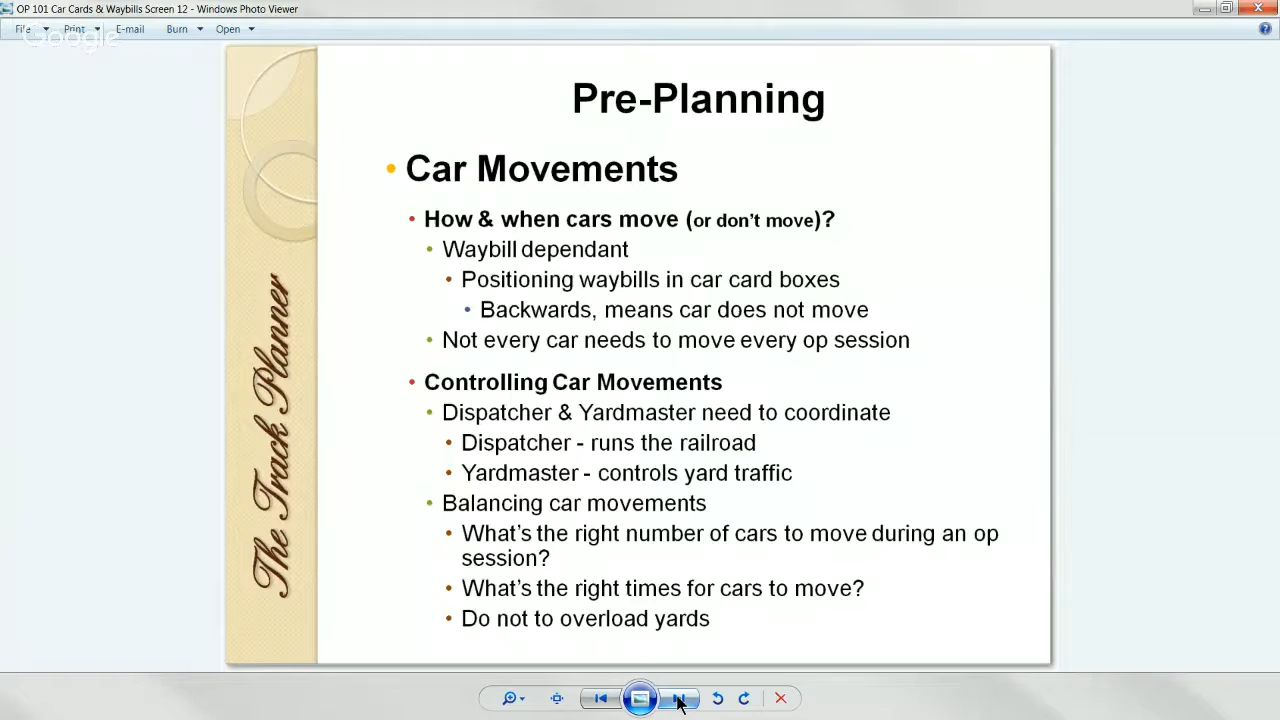 OP 101 Car Cards & Waybills Screen 12 - Windows Photo Viewer
File Print Burn E-mail Open
Google
Pre-Planning
• Car Movements
• How & when cars move (or don't move)?
• Waybill dependant
• Positioning waybills in car card boxes
• Backwards, means car does not move
• Not every car needs to move every op session
• Controlling Car Movements
• Dispatcher & Yardmaster need to coordinate
• Dispatcher - runs the railroad
• Yardmaster - controls yard traffic
• Balancing car movements
• What's the right number of cars to move during an op
session?
• What's the right times for cars to move?
• Do not to overload yards
The Track Planner